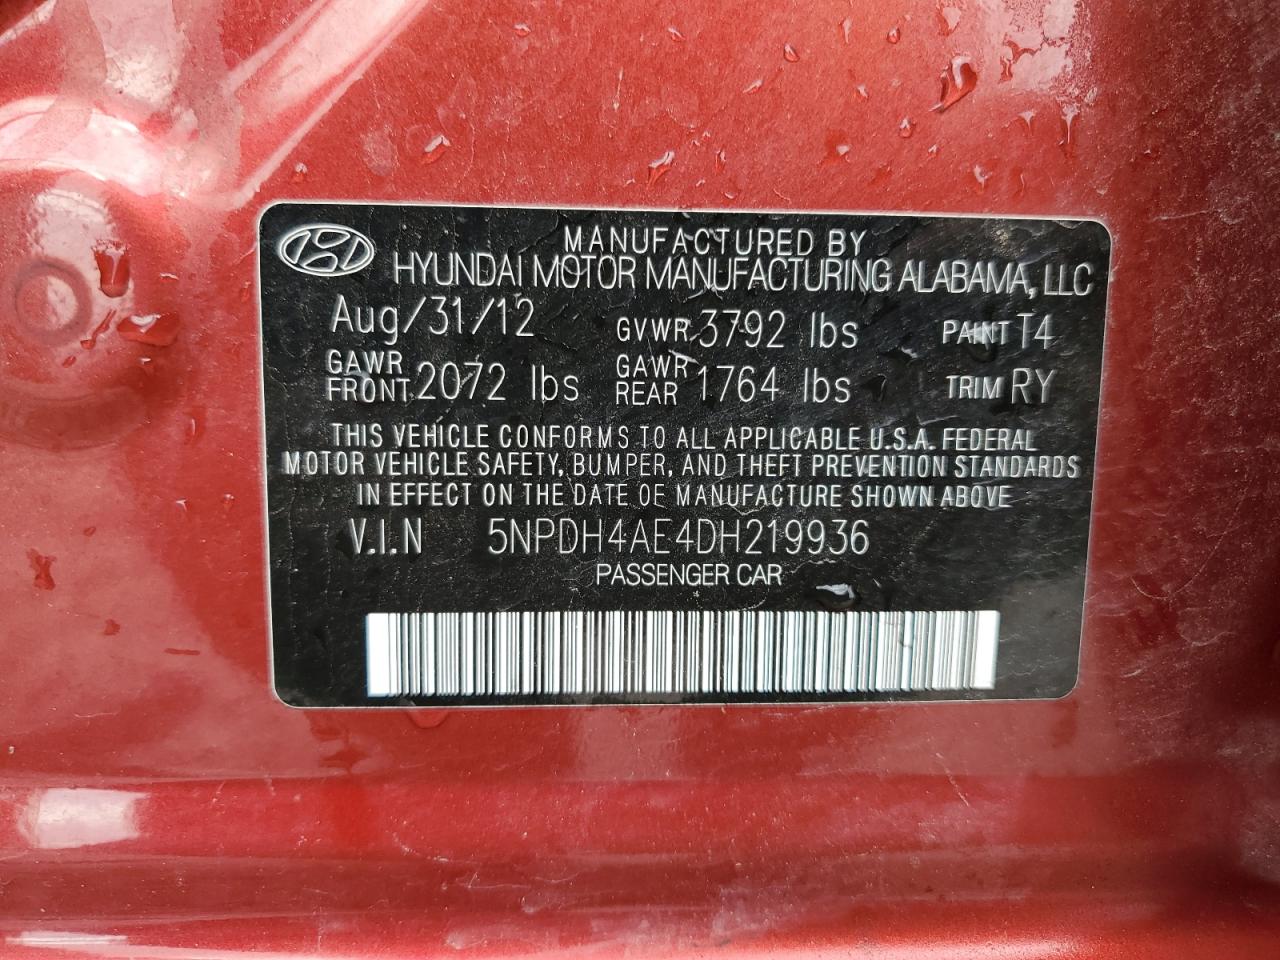 MANUFACTURED BY
HYUNDAI MOTOR MANUFACTURING ALABAMA, LLC
Aug/31/12 GVWR 3792 lbs PAINT T4
GAWR FRONT 2072 lbs GAWR REAR 1764 lbs TRIM RY
THIS VEHICLE CONFORMS TO ALL APPLICABLE U.S.A. FEDERAL
MOTOR VEHICLE SAFETY, BUMPER, AND THEFT PREVENTION STANDARDS
IN EFFECT ON THE DATE OF MANUFACTURE SHOWN ABOVE
V.I.N 5NPDH4AE4DH219936
PASSENGER CAR